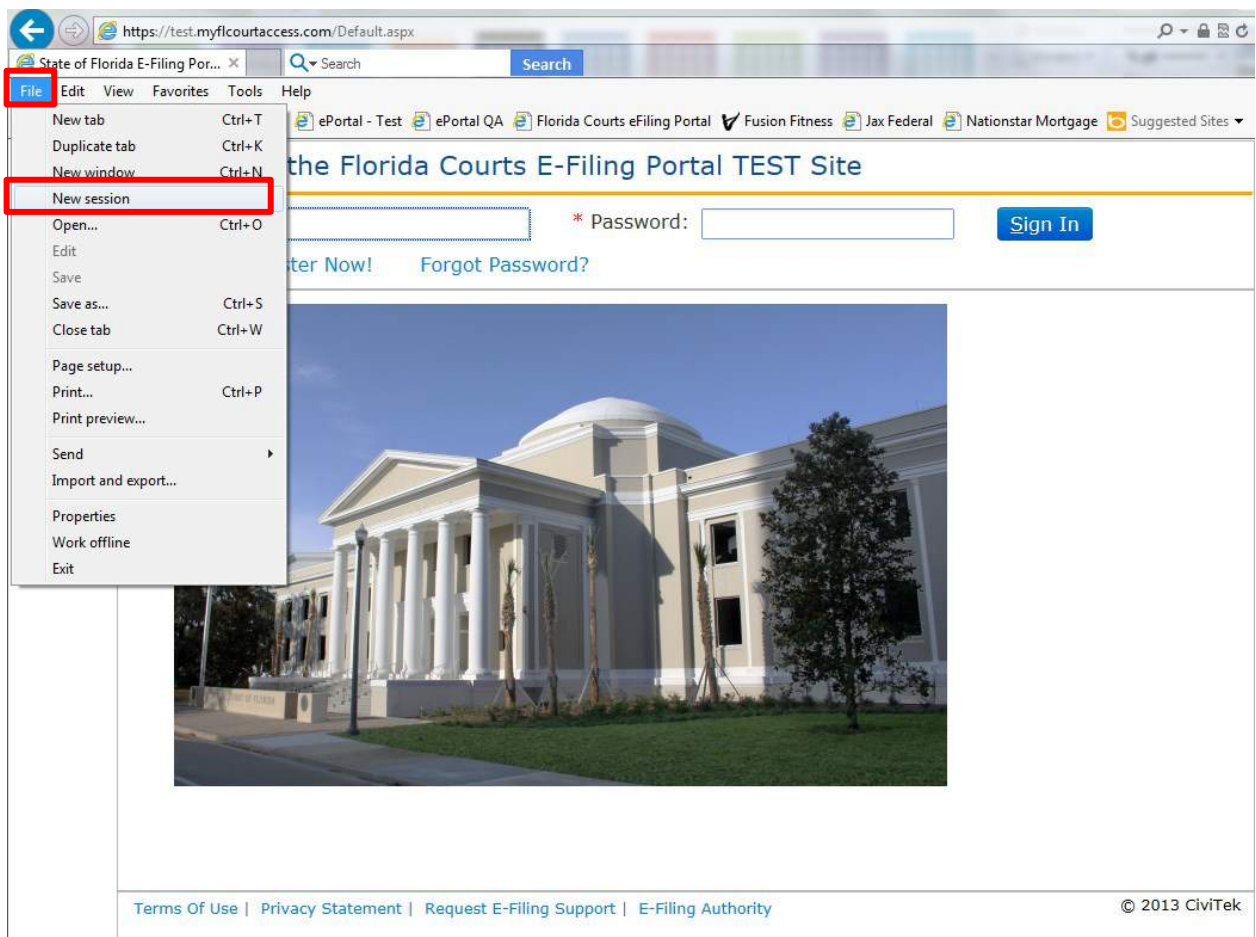 https://test.myflcourtaccess.com/Default.aspx
State of Florida E-Filing Por... Search Search
File Edit View Favorites Tools Help
ePortal - Test ePortal QA Florida Courts eFiling Portal Fusion Fitness Jax Federal Nationstar Mortgage Suggested Sites
New tab Ctrl+T
Duplicate tab Ctrl+K
New window Ctrl+N
New session
Open... Ctrl+O
Edit
Save
Save as... Ctrl+S
Close tab Ctrl+W
Page setup...
Print... Ctrl+P
Print preview...
Send
Import and export...
Properties
Work offline
Exit
the Florida Courts E-Filing Portal TEST Site
* Password: Sign In
ster Now! Forgot Password?
Terms Of Use | Privacy Statement | Request E-Filing Support | E-Filing Authority © 2013 CiviTek